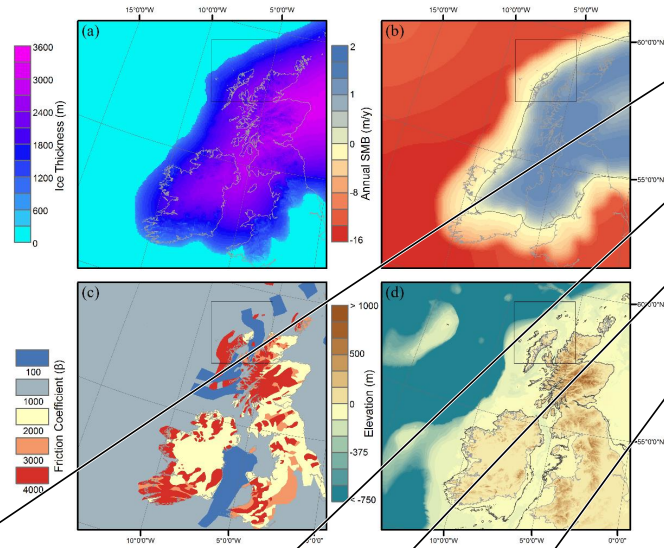 15°0'0"W 10°0'0"W 5°0'0"W 10°0'0"W 5°0'0"W
(a)
(b)
60°0'0"N
55°0'0"N
3600
3000
2400
1800
1200
600
0
Ice Thickness (m)
2
1
0
-8
-16
Annual SMB (m/y)
(c)
(d)
60°0'0"N
55°0'0"N
100
1000
2000
3000
4000
Friction Coefficient (β)
> 1000
500
0
-375
< -750
Elevation (m)
10°0'0"W 5°0'0"W 10°0'0"W 5°0'0"W 0°0'0"